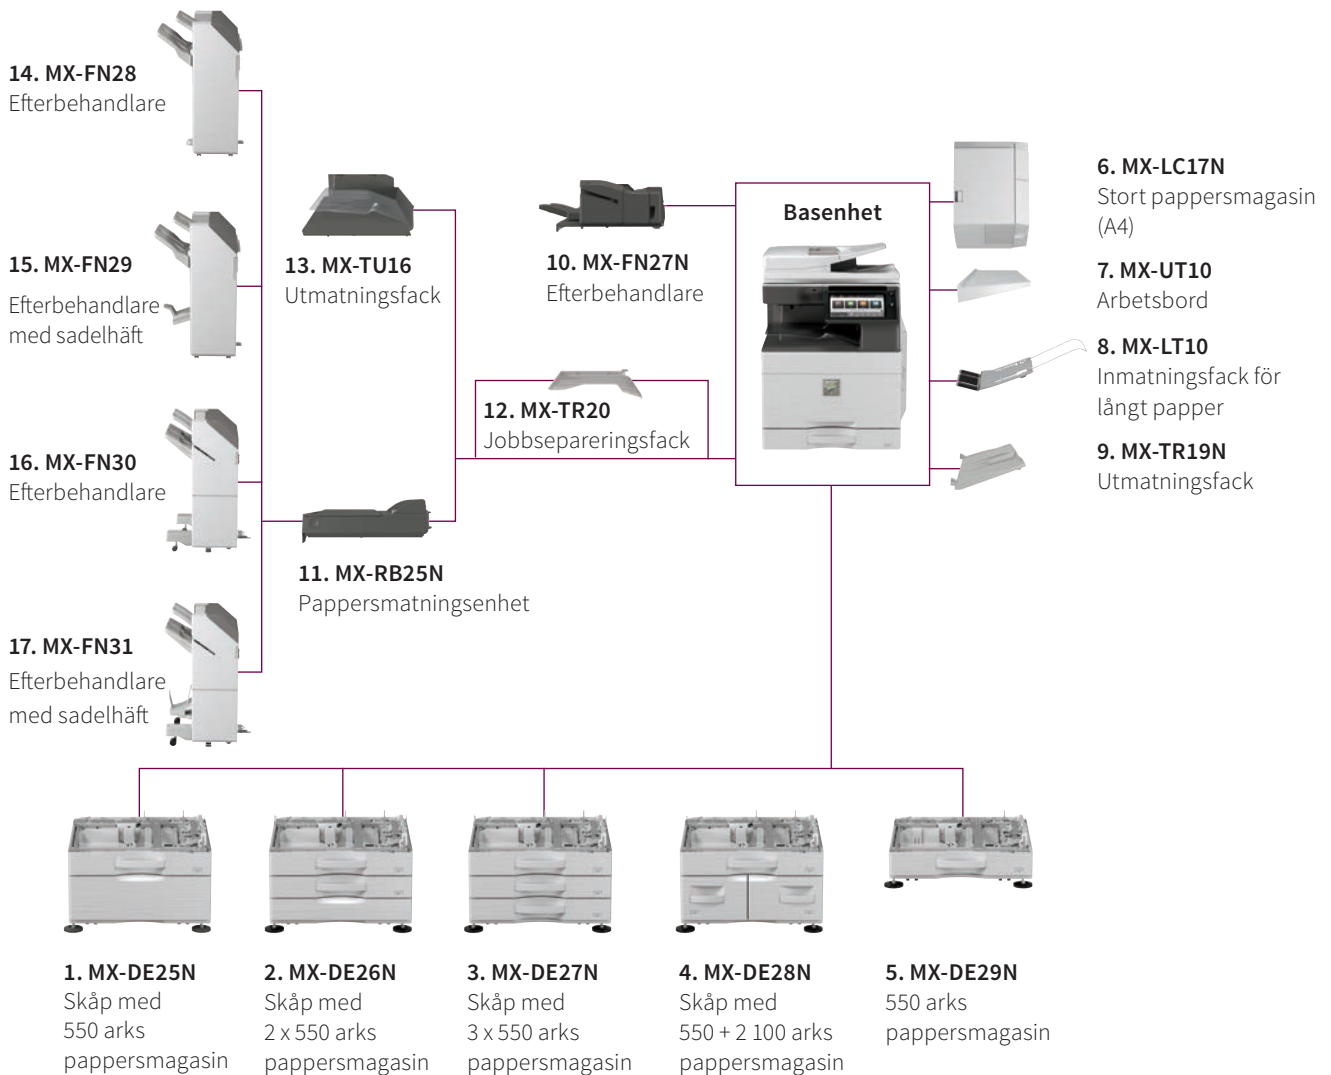 14. MX-FN28
Efterbehandlare
15. MX-FN29
Efterbehandlare
med sadelhäft
16. MX-FN30
Efterbehandlare
17. MX-FN31
Efterbehandlare
med sadelhäft
13. MX-TU16
Utmatningsfack
10. MX-FN27N
Efterbehandlare
12. MX-TR20
Jobbsepareringsfack
11. MX-RB25N
Pappersmatningsenhet
Basenhet
6. MX-LC17N
Stort pappersmagasin
(A4)
7. MX-UT10
Arbetsbord
8. MX-LT10
Inmatningsfack för
långt papper
9. MX-TR19N
Utmatningsfack
1. MX-DE25N
Skåp med
550 arks
pappersmagasin
2. MX-DE26N
Skåp med
2 x 550 arks
pappersmagasin
3. MX-DE27N
Skåp med
3 x 550 arks
pappersmagasin
4. MX-DE28N
Skåp med
550 + 2 100 arks
pappersmagasin
5. MX-DE29N
550 arks
pappersmagasin